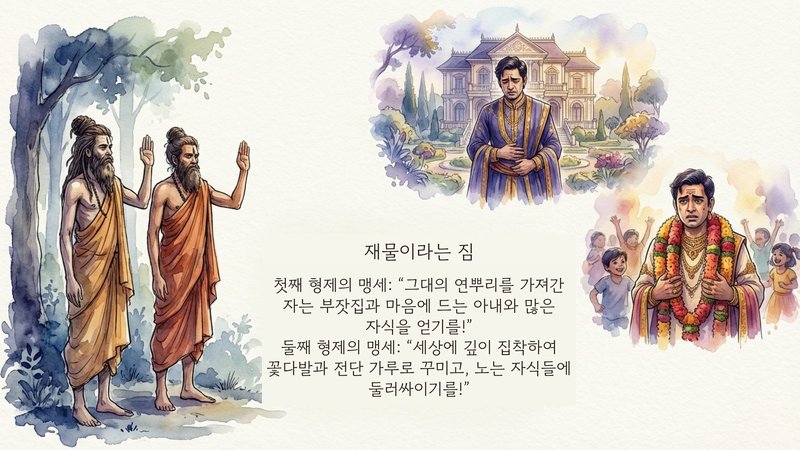 재물이라는 짐
첫째 형제의 맹세: “그대의 연뿌리를 가져간
자는 부잣집과 마음에 드는 아내와 많은
자식을 얻기를!”
둘째 형제의 맹세: “세상에 깊이 집착하여
꽃다발과 전단 가루로 꾸미고, 노는 자식들에
둘러싸이기를!”